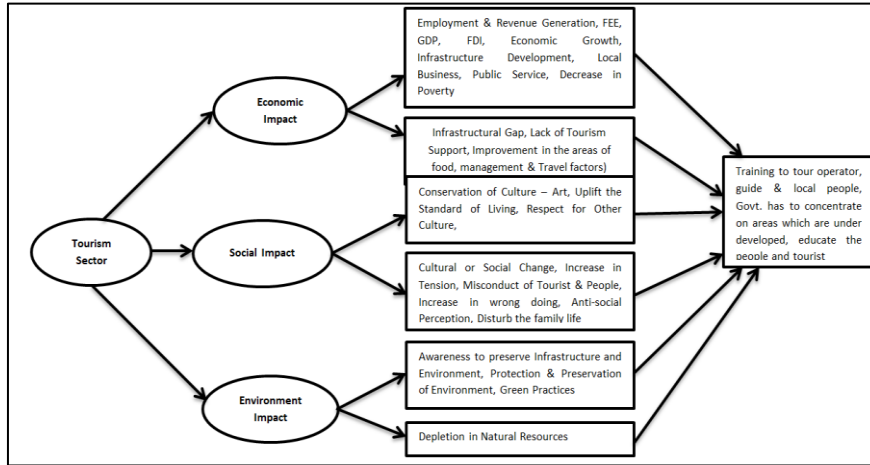 Employment & Revenue Generation, FEE,
GDP, FDI, Economic Growth,
Infrastructure Development, Local
Business, Public Service, Decrease in
Poverty
Economic
Impact
Infrastructural Gap, Lack of Tourism
Support, Improvement in the areas of
food, management & Travel factors)
Training to tour operator,
guide & local people,
Govt. has to concentrate
on areas which are under
developed, educate the
people and tourist
Conservation of Culture – Art, Uplift the
Standard of Living, Respect for Other
Culture,
Tourism
Sector
Social Impact
Cultural or Social Change, Increase in
Tension, Misconduct of Tourist & People,
Increase in wrong doing, Anti-social
Perception, Disturb the family life
Awareness to preserve Infrastructure and
Environment, Protection & Preservation
of Environment, Green Practices
Environment
Impact
Depletion in Natural Resources